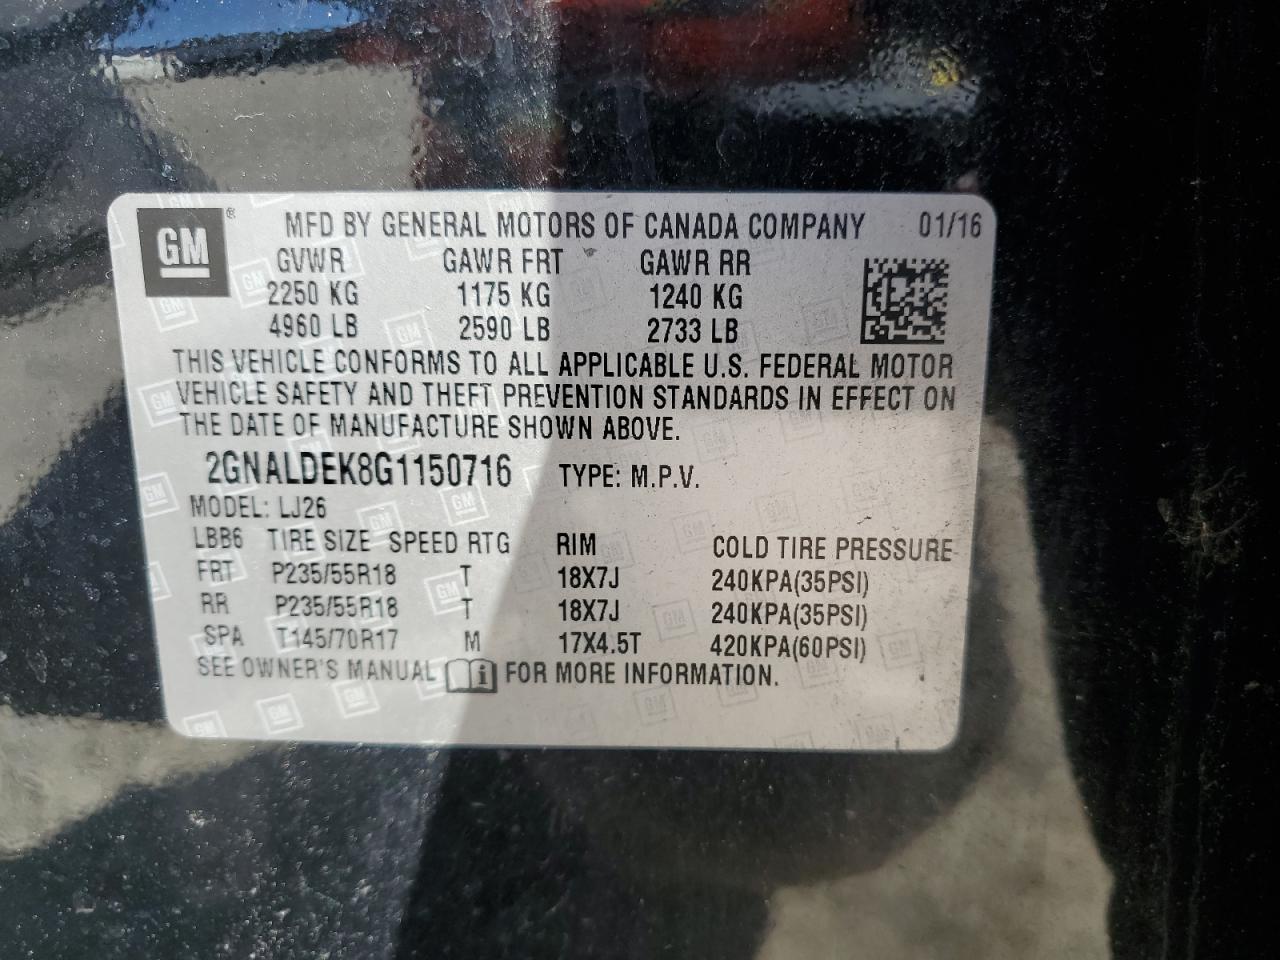 GM ® MFD BY GENERAL MOTORS OF CANADA COMPANY 01/16
GVWR GAWR FRT GAWR RR
2250 KG 1175 KG 1240 KG
4960 LB 2590 LB 2733 LB
THIS VEHICLE CONFORMS TO ALL APPLICABLE U.S. FEDERAL MOTOR
VEHICLE SAFETY AND THEFT PREVENTION STANDARDS IN EFFECT ON
THE DATE OF MANUFACTURE SHOWN ABOVE.
2GNALDEK8G1150716 TYPE: M.P.V.
MODEL: LJ26
LBB6 TIRE SIZE SPEED RTG RIM COLD TIRE PRESSURE
FRT P235/55R18 T 18X7J 240KPA(35PSI)
RR P235/55R18 T 18X7J 240KPA(35PSI)
SPA T145/70R17 M 17X4.5T 420KPA(60PSI)
SEE OWNER'S MANUAL i FOR MORE INFORMATION.